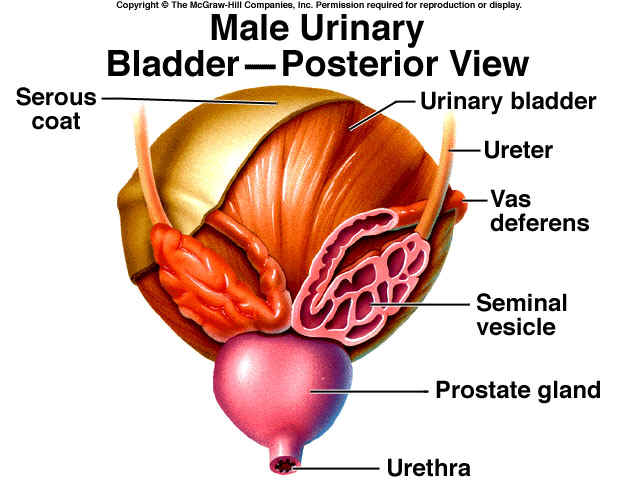 Copyright © The McGraw-Hill Companies, Inc. Permission required for reproduction or display.
Male Urinary
Bladder—Posterior View
Serous
coat
Urinary bladder
Ureter
Vas
deferens
Seminal
vesicle
Prostate gland
Urethra